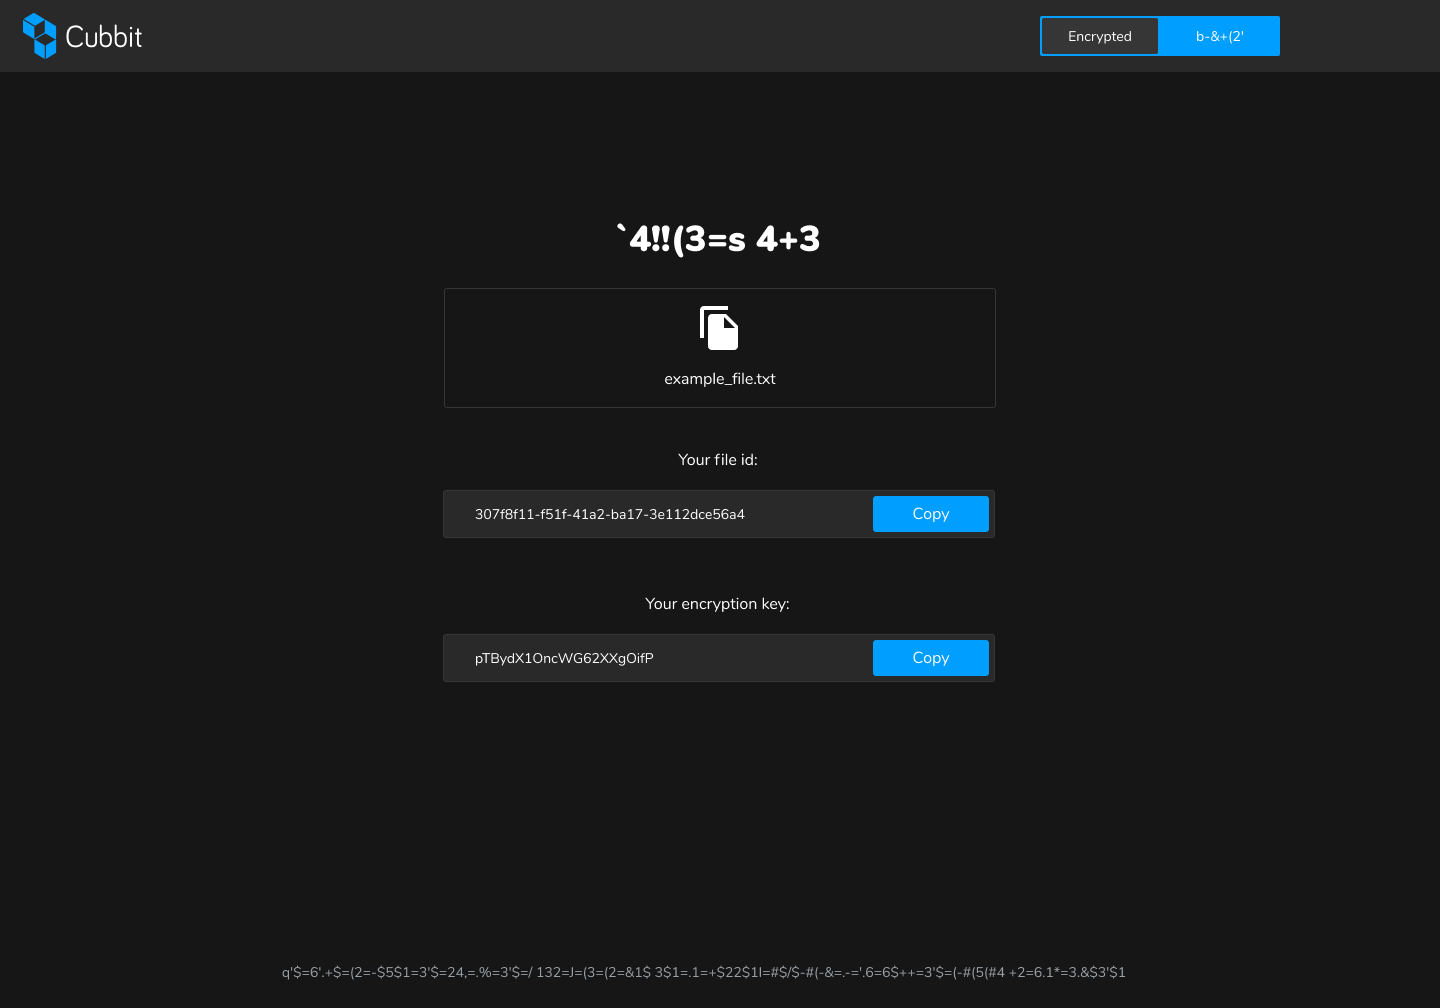 Cubbit
Encrypted
b-&+(2'
`4!!(3=s 4+3
example_file.txt
Your file id:
307f8f11-f51f-41a2-ba17-3e112dce56a4
Copy
Your encryption key:
pTBydX1OncWG62XXgOifP
Copy
q'$=6'.+$=(2=-$5$1=3'$=24,=.%=3'$=/ 132=J=(3=(2=&1$ 3$1=.1=+$22$1I=#$/$-#(-&=.-='.6=6$++=3'$=(-#(5(#4 +2=6.1*=3.&$3'$1